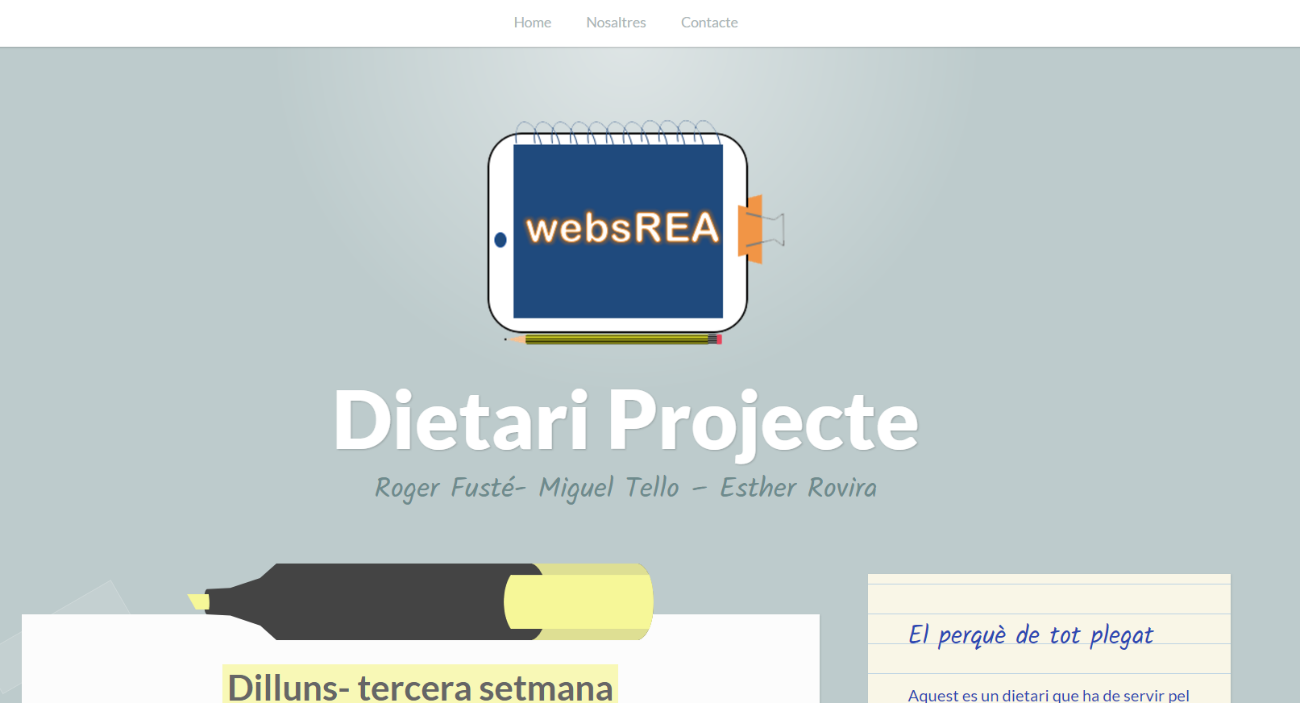 Home Nosaltres Contacte
websREA
Dietari Projecte
Roger Fusté- Miguel Tello – Esther Rovira
Dilluns- tercera setmana
El perquè de tot plegat
Aquest es un dietari que ha de servir pel